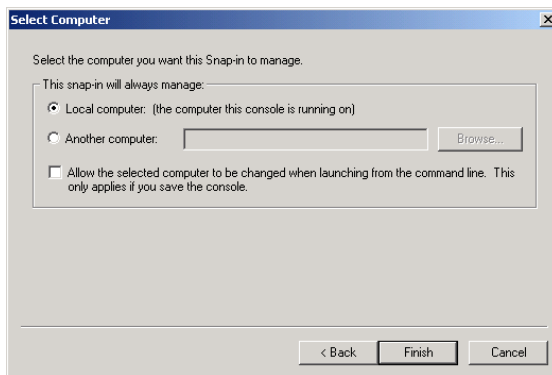 Select Computer
Select the computer you want this Snap-in to manage.
This snap-in will always manage:
Local computer: (the computer this console is running on)
Another computer:
Browse...
Allow the selected computer to be changed when launching from the command line. This
only applies if you save the console.
< Back
Finish
Cancel